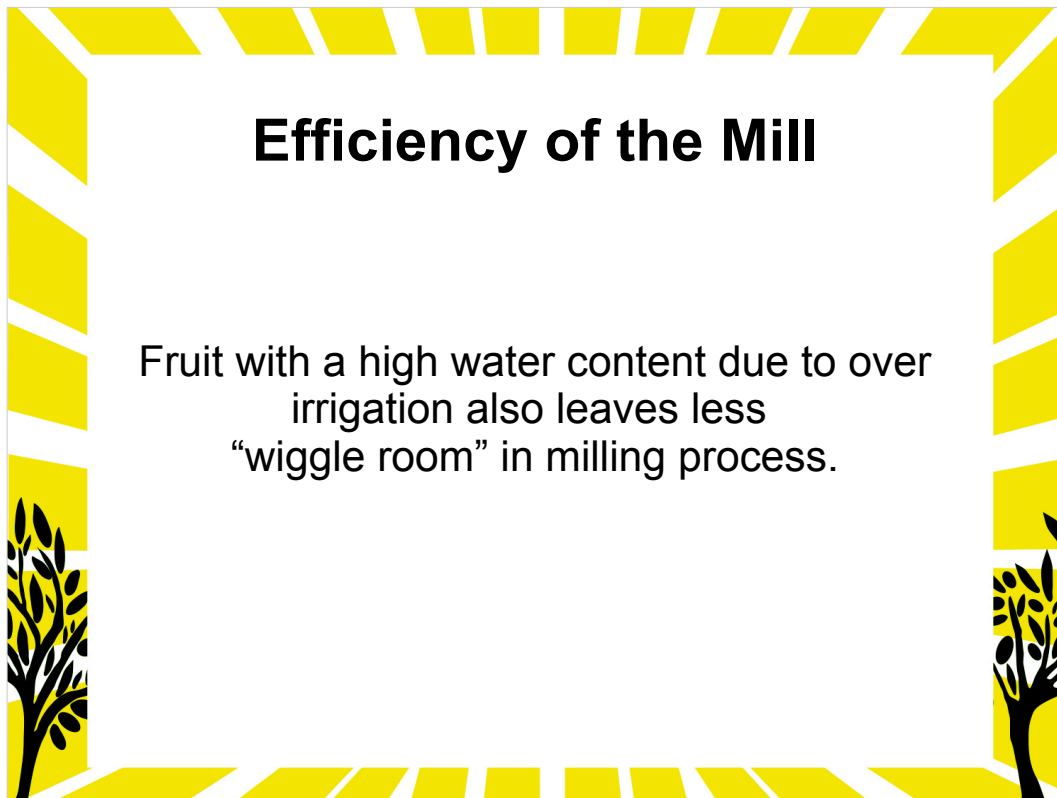 Efficiency of the Mill
Fruit with a high water content due to over
irrigation also leaves less
“wiggle room” in milling process.